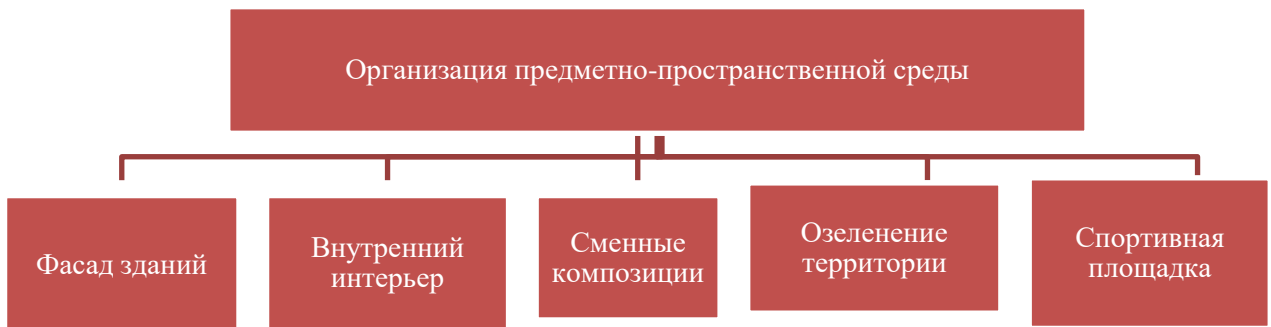 Организация предметно-пространственной среды
Фасад зданий
Внутренний
интерьер
Сменные
композиции
Озеленение
территории
Спортивная
площадка